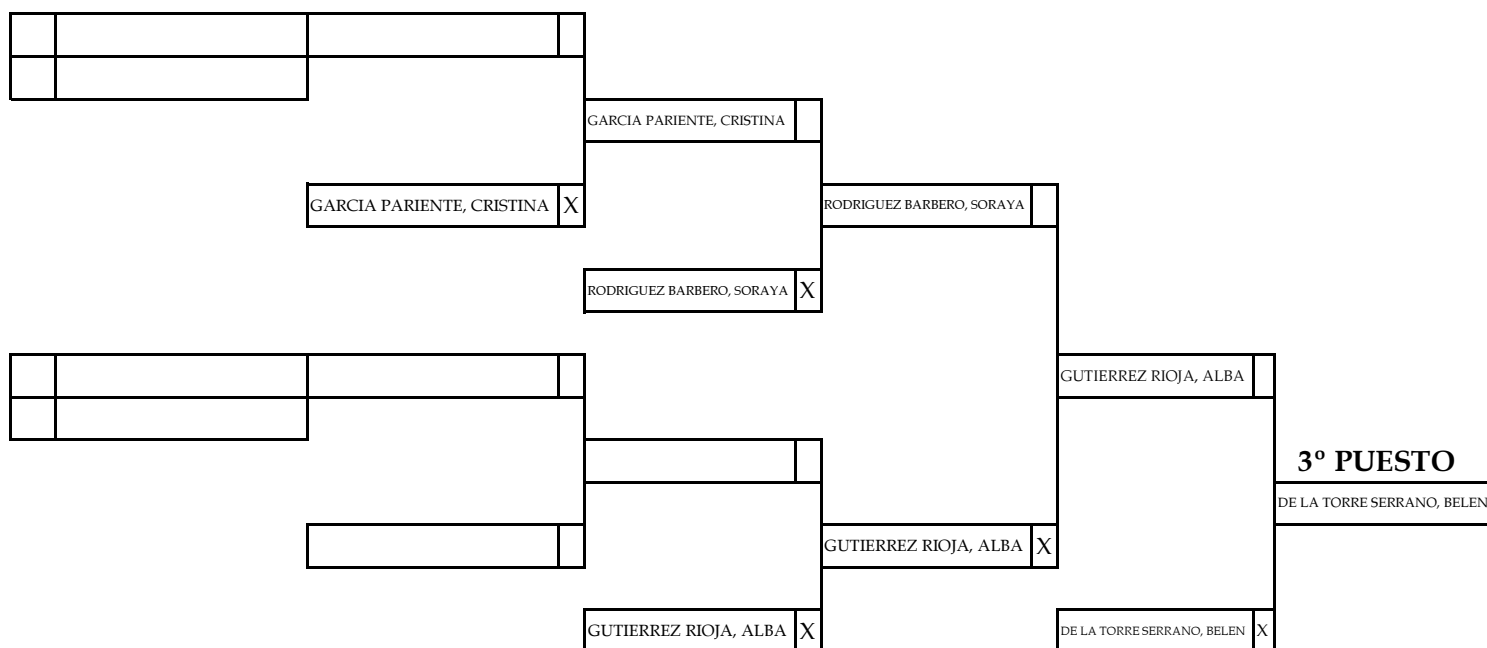 GARCIA PARIENTE, CRISTINA
GARCIA PARIENTE, CRISTINA X
RODRIGUEZ BARBERO, SORAYA
RODRIGUEZ BARBERO, SORAYA X
GUTIERREZ RIOJA, ALBA
3º PUESTO
DE LA TORRE SERRANO, BELEN
GUTIERREZ RIOJA, ALBA X
GUTIERREZ RIOJA, ALBA X
DE LA TORRE SERRANO, BELEN X